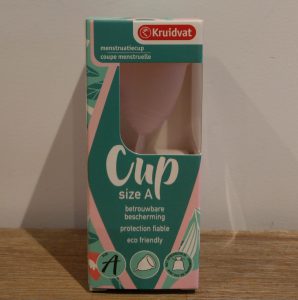 Kruidvat
menstruatiecup
coupe menstruelle
Cup
size A
betrouwbare
bescherming
protection fiable
eco friendly
A